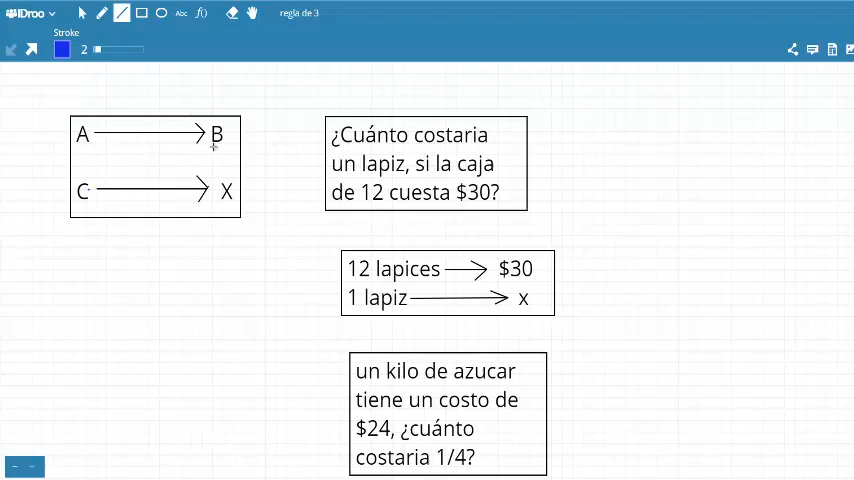 IDroo
Abc
f()
regla de 3
Stroke
2
A B
C X
¿Cuánto costaria
un lapiz, si la caja
de 12 cuesta $30?
12 lapices $30
1 lapiz x
un kilo de azucar
tiene un costo de
$24, ¿cuánto
costaria 1/4?